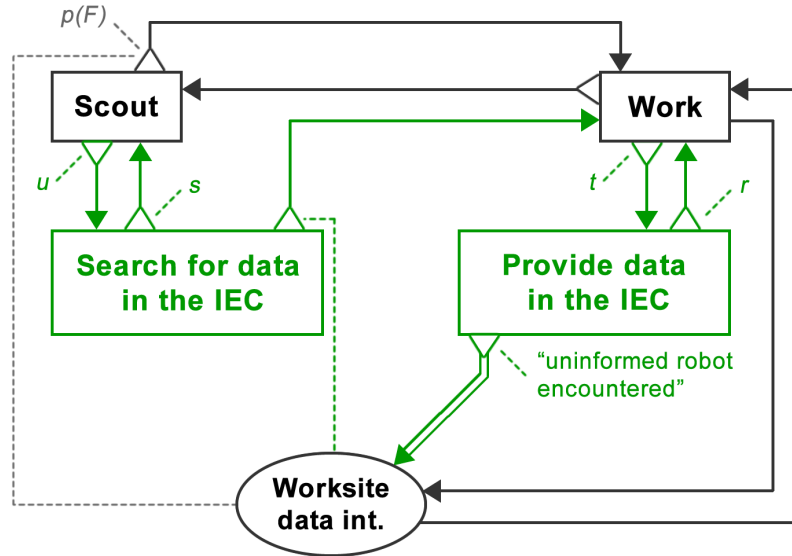 p(F)
Scout
Work
u
s
t
r
Search for data
in the IEC
Provide data
in the IEC
“uninformed robot
encountered”
Worksite
data int.